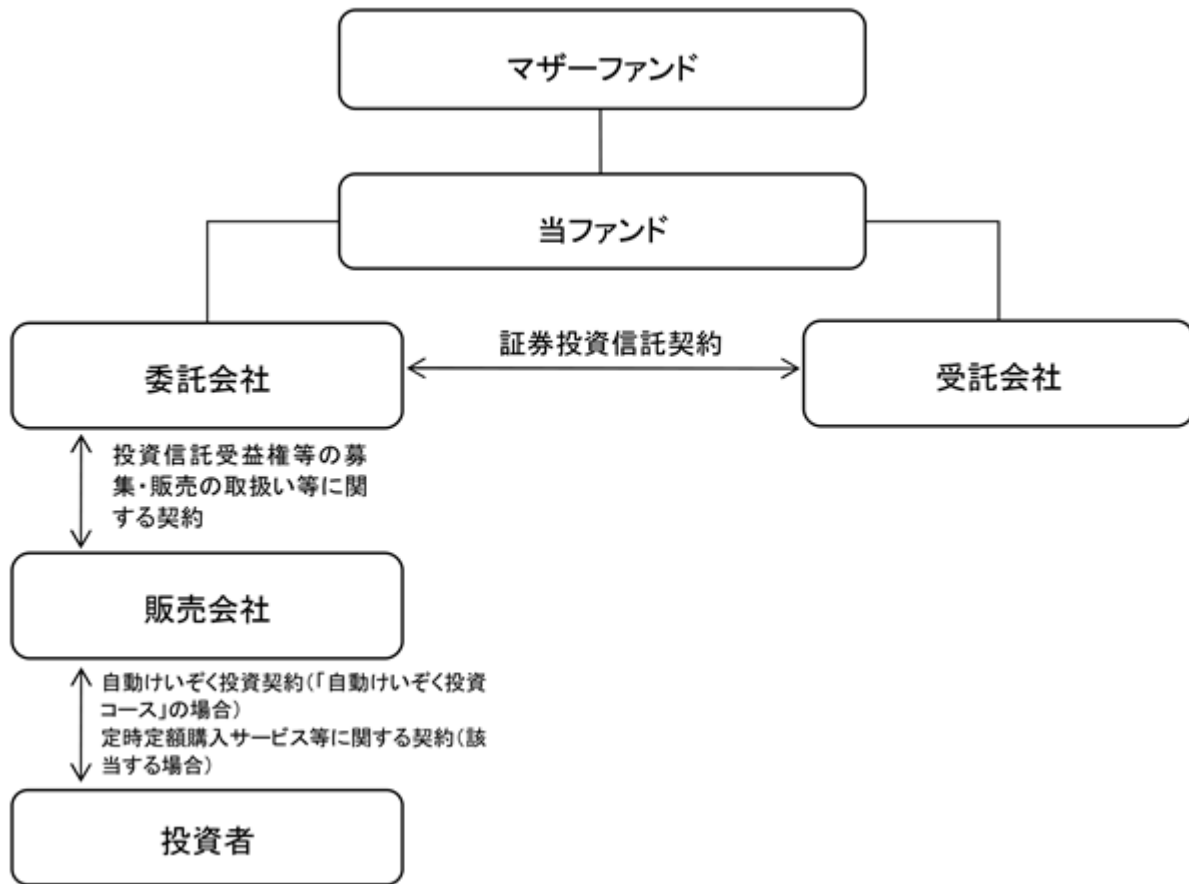 マザーファンド
当ファンド
証券投資信託契約
委託会社
受託会社
投資信託受益権等の募
集・販売の取扱い等に関
する契約
販売会社
自動けいぞく投資契約(「自動けいぞく投資
コース」の場合)
定時定額購入サービス等に関する契約(該
当する場合)
投資者